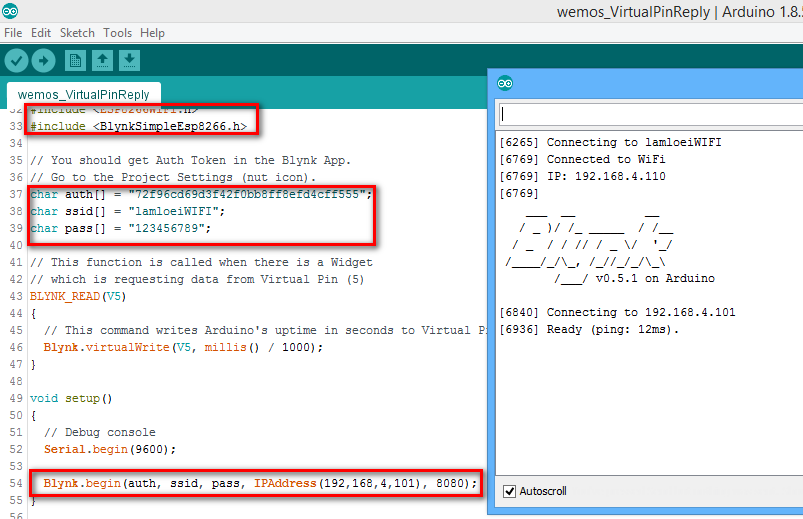 wemos_VirtualPinReply | Arduino 1.8.5
File Edit Sketch Tools Help
wemos_VirtualPinReply
32 #include <ESP8266WiFi.h>
33 #include <BlynkSimpleEsp8266.h>
34
35 // You should get Auth Token in the Blynk App.
36 // Go to the Project Settings (nut icon).
37 char auth[] = "72f96cd69d3f42f0bb8ff8efd4cff555";
38 char ssid[] = "lamloeiWIFI";
39 char pass[] = "123456789";
40
41 // This function is called when there is a Widget
42 // which is requesting data from Virtual Pin (5)
43 BLYNK_READ(V5)
44 {
45 // This command writes Arduino's uptime in seconds to Virtual Pi
46 Blynk.virtualWrite(V5, millis() / 1000);
47 }
48
49 void setup()
50 {
51 // Debug console
52 Serial.begin(9600);
53
54 Blynk.begin(auth, ssid, pass, IPAddress(192,168,4,101), 8080);
55 }
56
[6265] Connecting to lamloeiWIFI
[6769] Connected to WiFi
[6769] IP: 192.168.4.110
[6769]
    ___  __          __
   / _ )/ /_ _____  / /__
  / _  / / // / _ \/  '_/
 /____/_/\_, /_//_/_/\_\
        /___/ v0.5.1 on Arduino
[6840] Connecting to 192.168.4.101
[6936] Ready (ping: 12ms).
Autoscroll